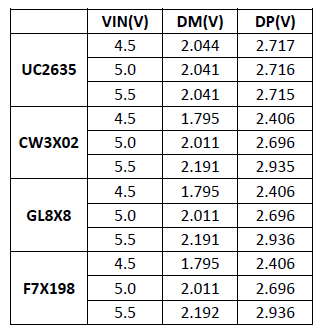 VIN(V) DM(V) DP(V)
4.5 2.044 2.717
UC2635 5.0 2.041 2.716
5.5 2.041 2.715
4.5 1.795 2.406
CW3X02 5.0 2.011 2.696
5.5 2.191 2.935
4.5 1.795 2.406
GL8X8 5.0 2.011 2.696
5.5 2.191 2.936
4.5 1.795 2.406
F7X198 5.0 2.011 2.696
5.5 2.192 2.936